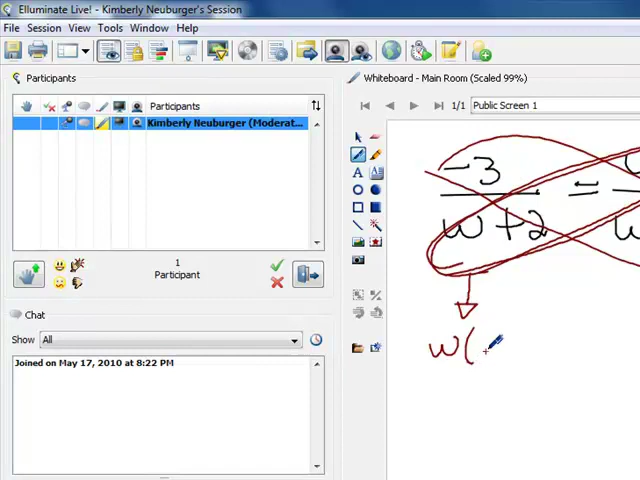 Elluminate Live! - Kimberly Neuburger's Session
File Session View Tools Window Help
Participants
Participants
Kimberly Neuburger (Moderat...
1
Participant
Chat
Show All
Joined on May 17, 2010 at 8:22 PM
Whiteboard - Main Room (Scaled 99%)
1/1 Public Screen 1
A A
-3
=
w+2
w(